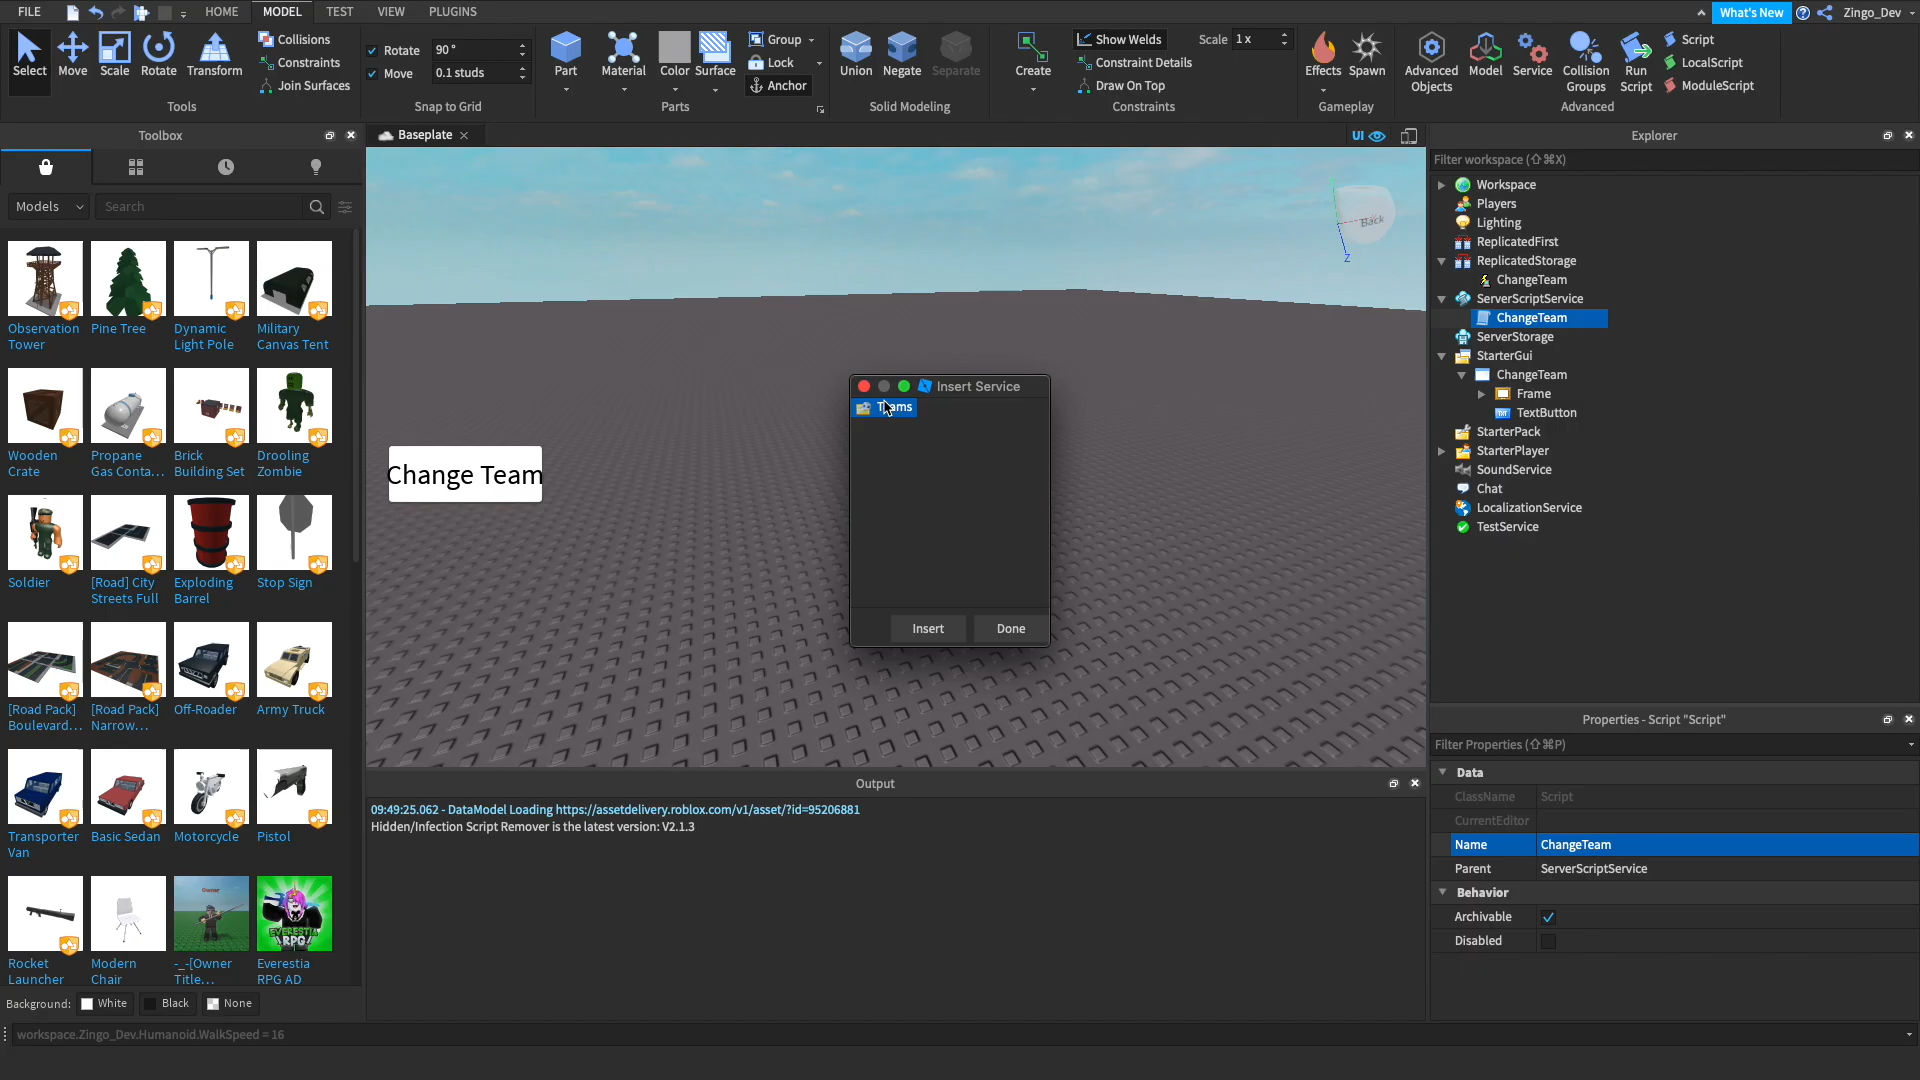 FILE HOME MODEL TEST VIEW PLUGINS What's New Zingo_Dev
Select Move Scale Rotate Transform
Collisions
Constraints
Join Surfaces
Tools
Rotate 90 °
Move 0.1 studs
Snap to Grid
Part Material Color Surface
Group
Lock
Anchor
Parts
Union Negate Separate
Solid Modeling
Create
Show Welds Scale 1 x
Constraint Details
Draw On Top
Constraints
Effects Spawn
Gameplay
Advanced Objects Model Service Collision Groups Run Script
Script
LocalScript
ModuleScript
Advanced
Toolbox
Models Search
Observation Tower
Pine Tree
Dynamic Light Pole
Military Canvas Tent
Wooden Crate
Propane Gas Conta...
Brick Building Set
Drooling Zombie
Soldier
[Road] City Streets Full
Exploding Barrel
Stop Sign
[Road Pack] Boulevard...
[Road Pack] Narrow...
Off-Roader
Army Truck
Transporter Van
Basic Sedan
Motorcycle
Pistol
Rocket Launcher
Modern Chair
Owner
-_-[Owner Title...
EVERESTIA RPG
Everestia RPG AD
Background: White Black None
workspace.Zingo_Dev.Humanoid.WalkSpeed = 16
Baseplate
UI
Back
Z
Change Team
Insert Service
Teams
Insert Done
Output
09:49:25.062 - DataModel Loading https://assetdelivery.roblox.com/v1/asset/?id=95206881
Hidden/Infection Script Remover is the latest version: V2.1.3
Explorer
Filter workspace (⇧⌘X)
Workspace
Players
Lighting
ReplicatedFirst
ReplicatedStorage
ChangeTeam
ServerScriptService
ChangeTeam
ServerStorage
StarterGui
ChangeTeam
Frame
TextButton
StarterPack
StarterPlayer
SoundService
Chat
LocalizationService
TestService
Properties - Script "Script"
Filter Properties (⇧⌘P)
Data
ClassName Script
CurrentEditor
Name ChangeTeam
Parent ServerScriptService
Behavior
Archivable
Disabled